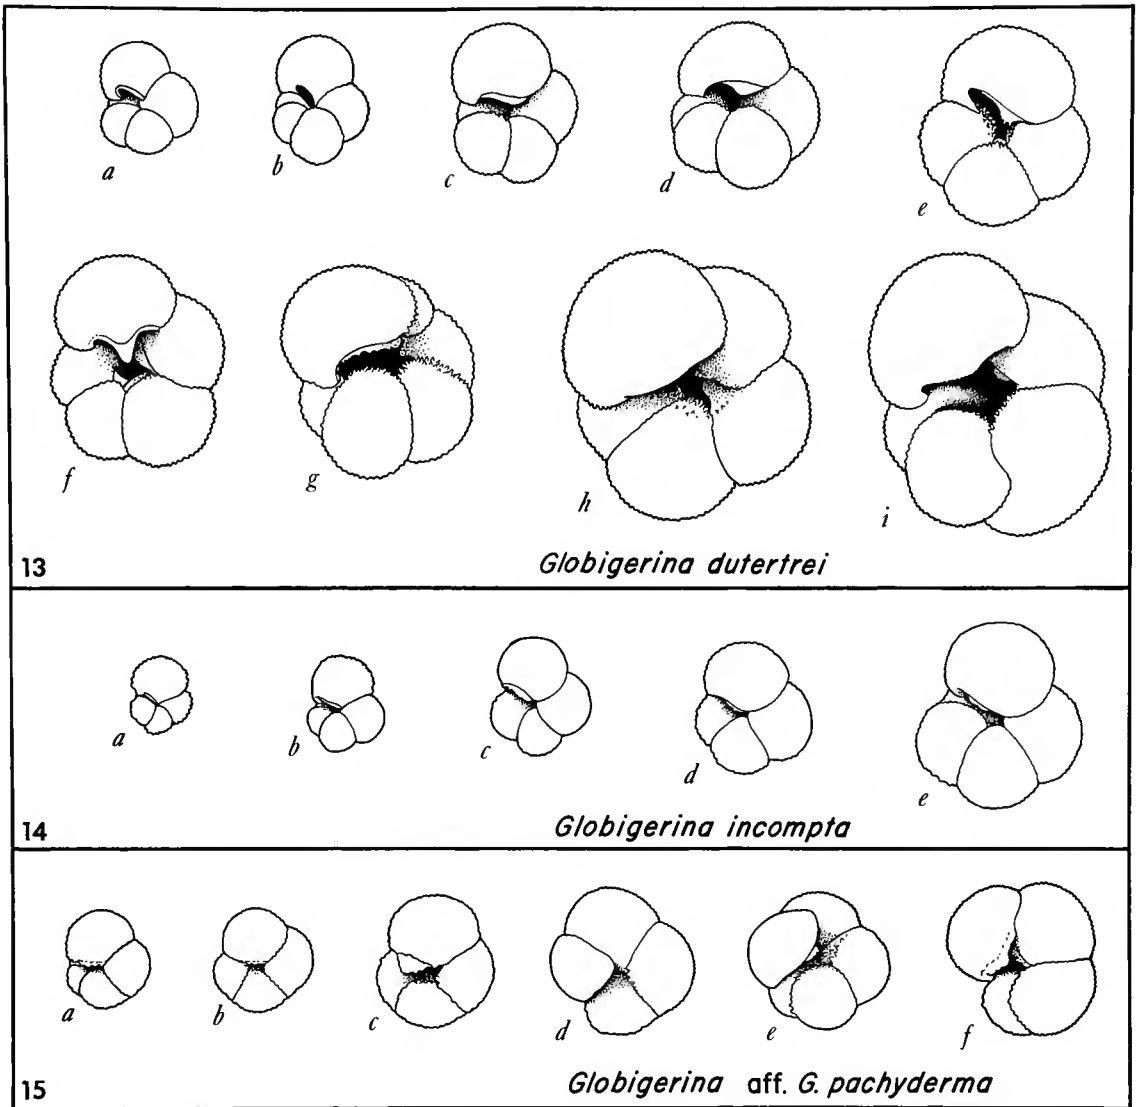 a b c d e
f g h i
13 Globigerina dutertrei
a b c d e
14 Globigerina incompta
a b c d e f
15 Globigerina aff. G. pachyderma